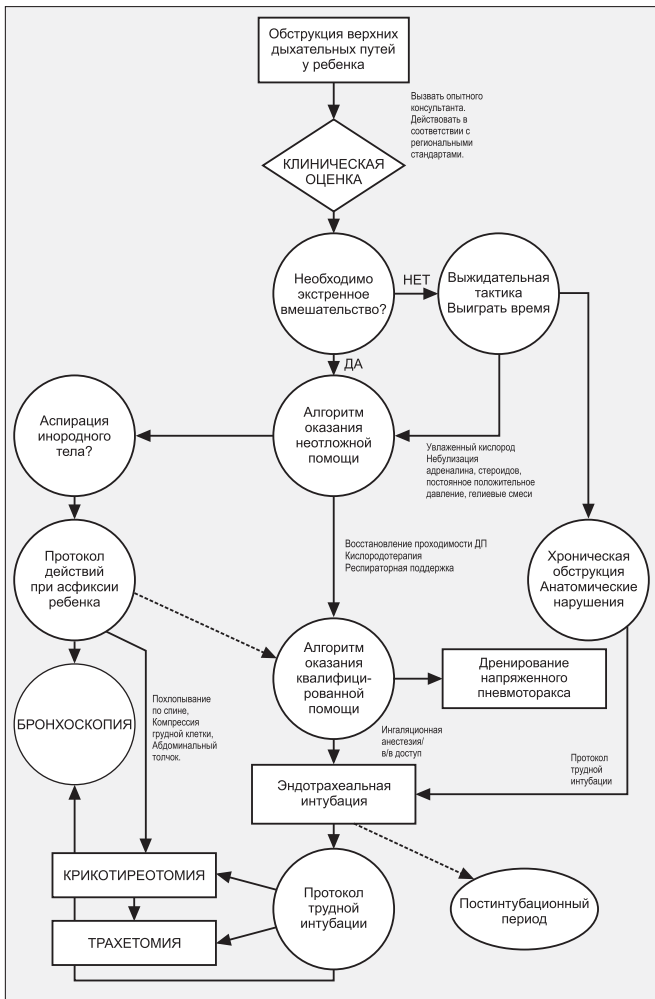 Обструкция верхних
дыхательных путей
у ребенка
Вызвать опытного
консультанта.
Действовать в
соответствии с
региональными
стандартами.
КЛИНИЧЕСКАЯ
ОЦЕНКА
Необходимо
экстренное
вмешательство?
НЕТ
Выжидательная
тактика
Выиграть время
ДА
Аспирация
инородного
тела?
Алгоритм
оказания
неотложной
помощи
Увлаженный кислород
Небулизация
адреналина, стероидов,
постоянное положительное
давление, гелиевые смеси
Протокол
действий
при асфиксии
ребенка
Восстановление проходимости ДП
Кислородотерапия
Респираторная поддержка
Хроническая
обструкция
Анатомические
нарушения
Алгоритм
оказания
квалифици-
рованной
помощи
Дренирование
напряженного
пневмоторакса
БРОНХОСКОПИЯ
Похлопывание
по спине,
Компрессия
грудной клетки,
Абдоминальный
толчок.
Ингаляционная
анестезия/
в/в доступ
Протокол
трудной
интубации
Эндотрахеальная
интубация
КРИКОТИРЕОТОМИЯ
Протокол
трудной
интубации
Постинтубационный
период
ТРАХЕТОМИЯ